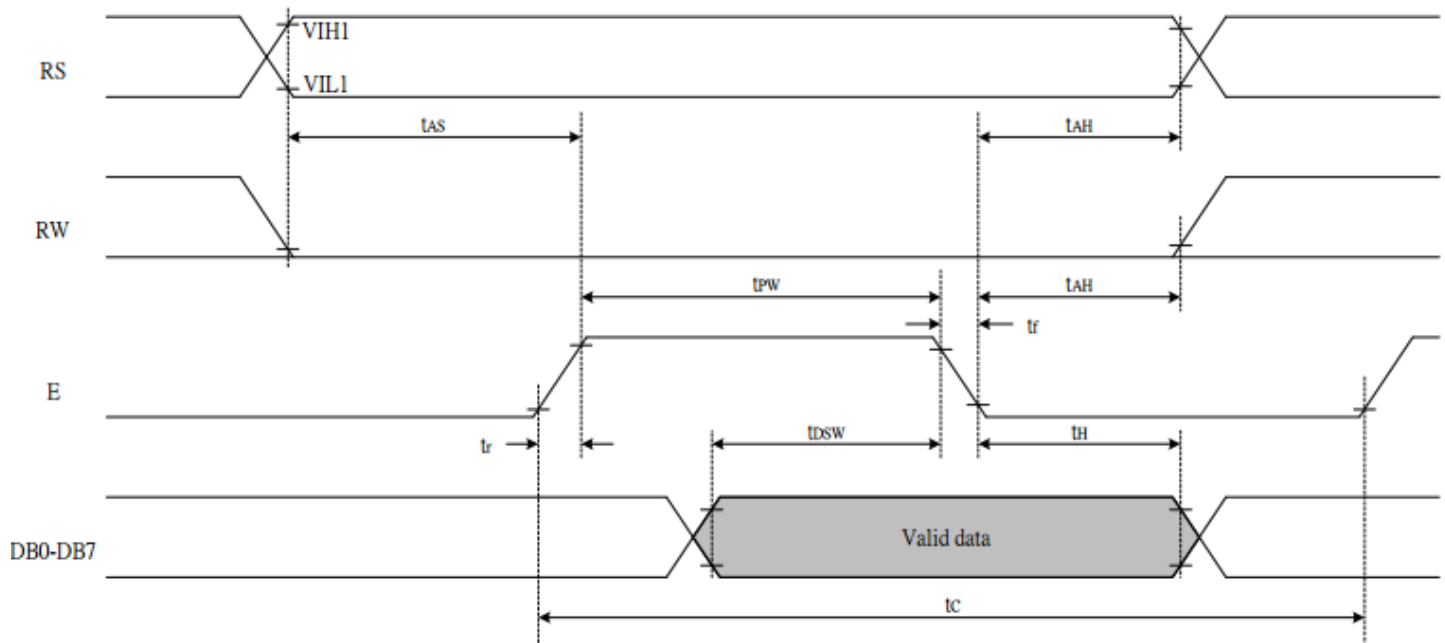 VIH1
RS
VIL1
tAS
tAH
RW
tPW
tAH
tf
E
tr
tDSW
tH
Valid data
DB0-DB7
tC